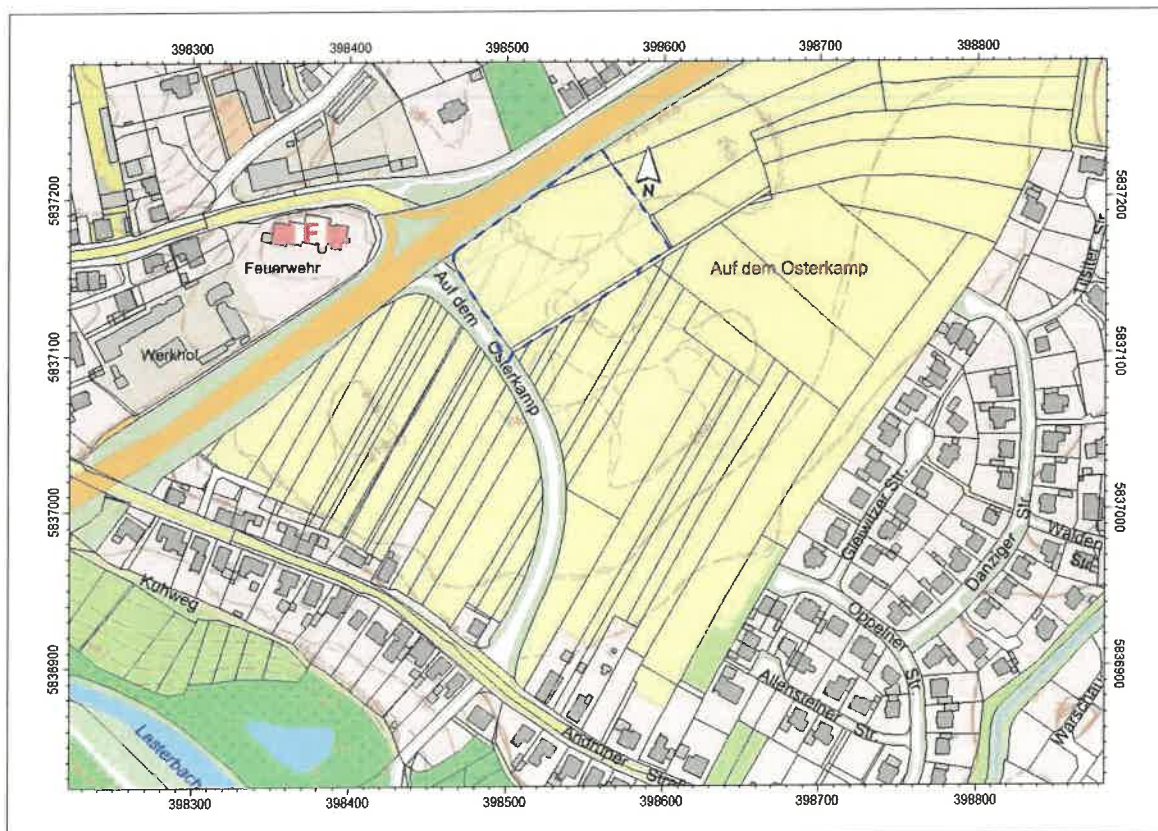 398300 398400 398500 398600 398700 398800
5837200
5837200
N
F
Feuerwehr
Auf dem Osterkamp
Tilsiter Str.
Auf dem Osterkamp
Werkhof
5837100
5837100
Gleiwitzer Str.
5837000
5837000
Danziger Str.
Walden
Str.
Kuhweg
Oppelner Str.
5836900
5836900
Allensteiner Str.
Warschau
Andruper Straße
398300 398400 398500 398600 398700 398800